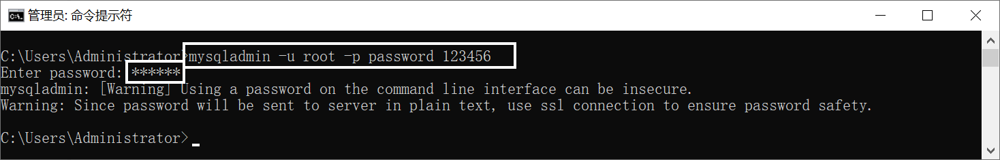 管理员: 命令提示符
C:\Users\Administrator>mysqladmin -u root -p password 123456
Enter password: ******
mysqladmin: [Warning] Using a password on the command line interface can be insecure.
Warning: Since password will be sent to server in plain text, use ssl connection to ensure password safety.
C:\Users\Administrator>